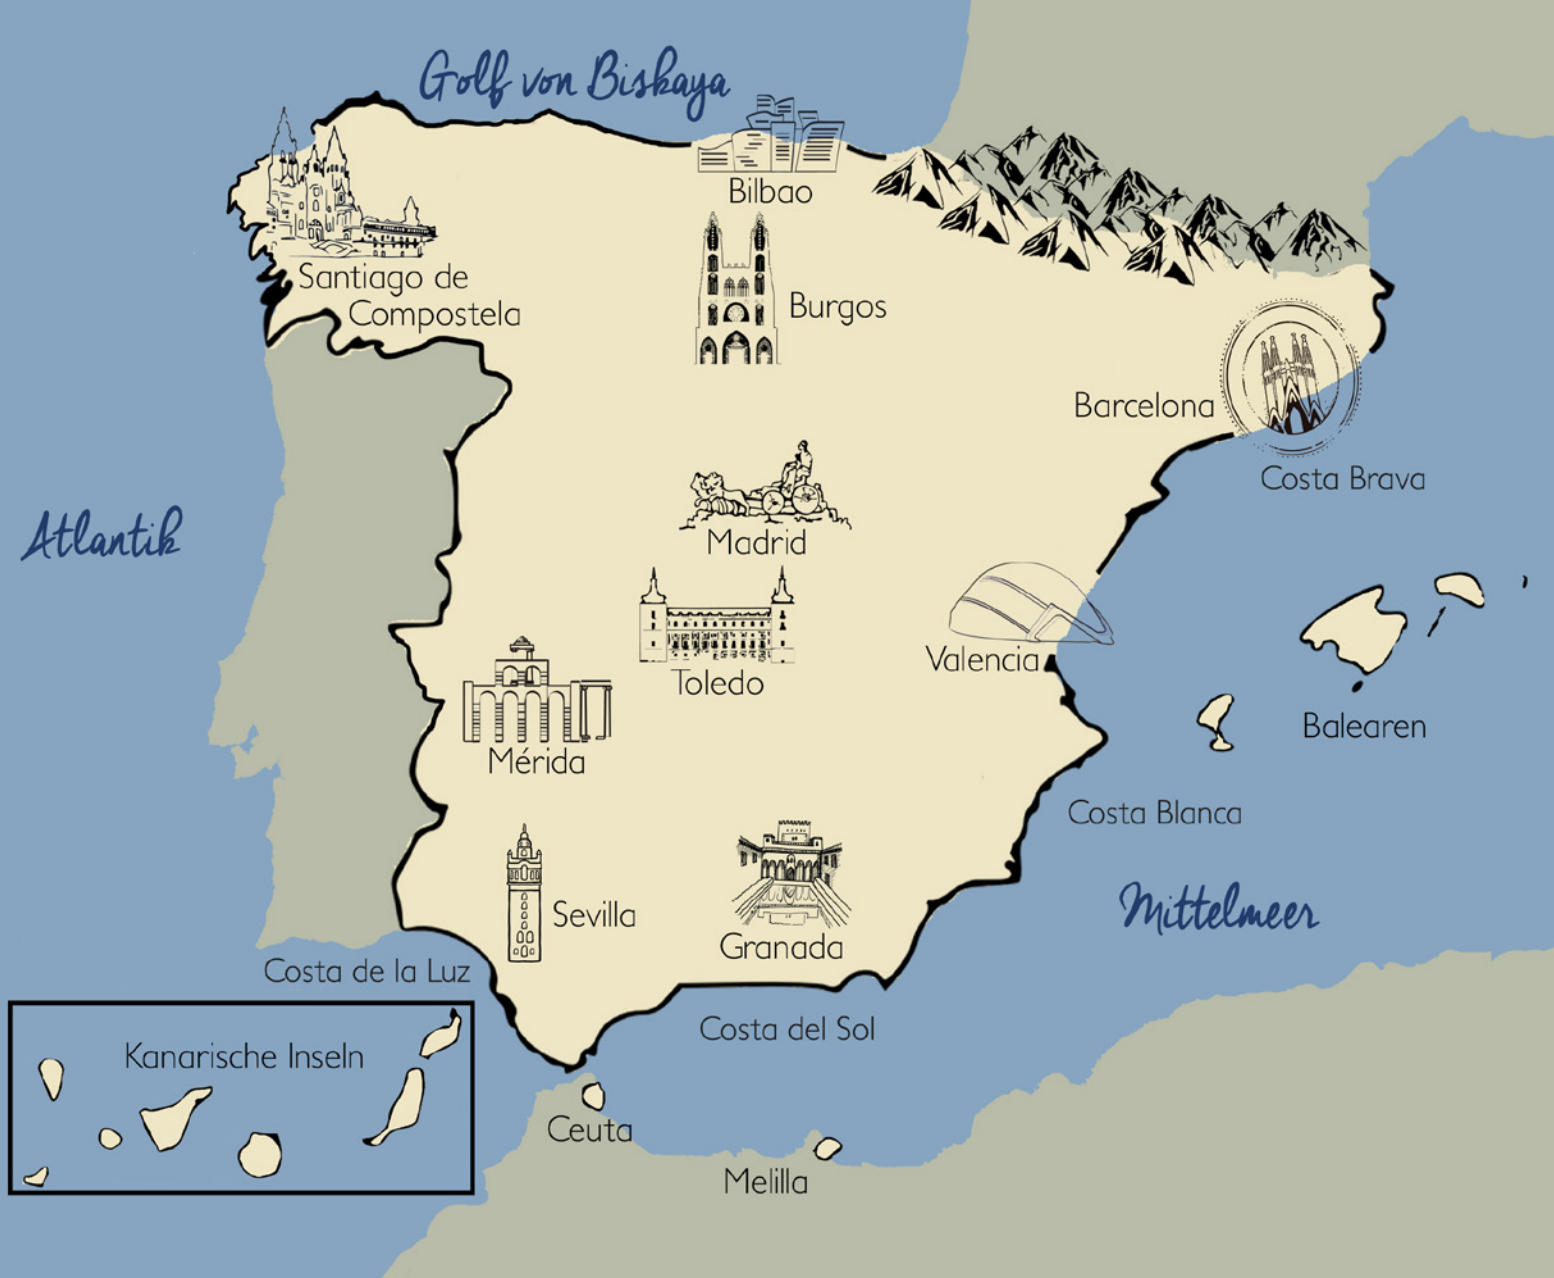 Golf von Biskaya
Bilbao
Santiago de
Compostela
Burgos
Barcelona
Costa Brava
Atlantik
Madrid
Valencia
Toledo
Balearen
Mérida
Costa Blanca
Mittelmeer
Sevilla
Granada
Costa de la Luz
Costa del Sol
Kanarische Inseln
Ceuta
Melilla